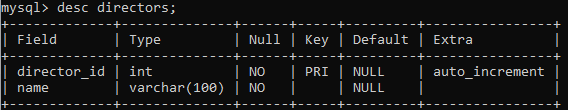 mysql> desc directors;
+-------------+--------------+------+-----+---------+----------------+
| Field       | Type         | Null | Key | Default | Extra          |
+-------------+--------------+------+-----+---------+----------------+
| director_id | int          | NO   | PRI | NULL    | auto_increment |
| name        | varchar(100) | NO   |     | NULL    |                |
+-------------+--------------+------+-----+---------+----------------+